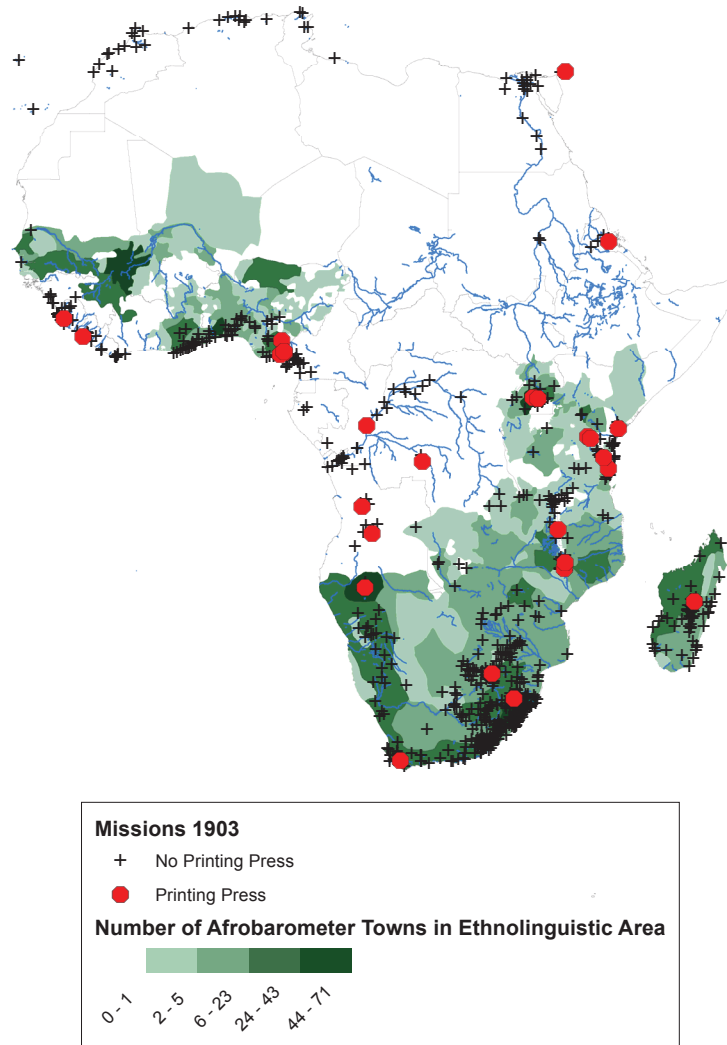 Missions 1903
No Printing Press
Printing Press
Number of Afrobarometer Towns in Ethnolinguistic Area
0 - 1
2 - 5
6 - 23
24 - 43
44 - 71